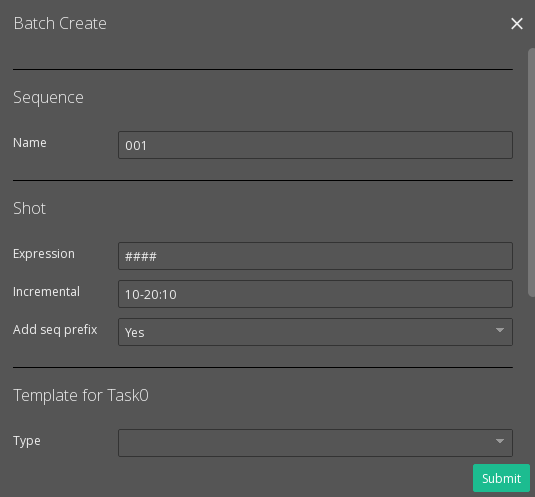 Batch Create
Sequence
Name 001
Shot
Expression ####
Incremental 10-20:10
Add seq prefix Yes
Template for Task0
Type
Submit